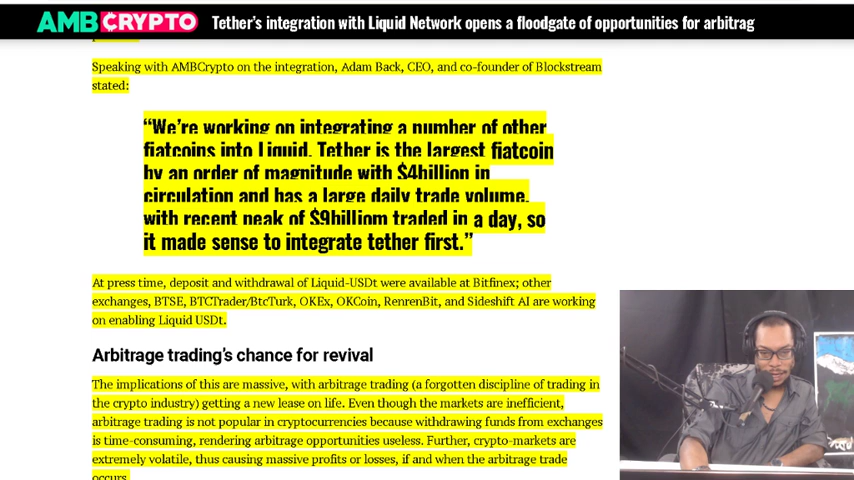 AMBCRYPTO
Tether's integration with Liquid Network opens a floodgate of opportunities for arbitrag
Speaking with AMBCrypto on the integration, Adam Back, CEO, and co-founder of Blockstream
stated:
“We’re working on integrating a number of other
fiatcoins into Liquid. Tether is the largest fiatcoin
by an order of magnitude with $4billion in
circulation and has a large daily trade volume,
with recent peak of $9billiom traded in a day, so
it made sense to integrate tether first.”
At press time, deposit and withdrawal of Liquid-USDt were available at Bitfinex; other
exchanges, BTSE, BTCTrader/BtcTurk, OKEx, OKCoin, RenrenBit, and Sideshift AI are working
on enabling Liquid USDt.
Arbitrage trading’s chance for revival
The implications of this are massive, with arbitrage trading (a forgotten discipline of trading in
the crypto industry) getting a new lease on life. Even though the markets are inefficient,
arbitrage trading is not popular in cryptocurrencies because withdrawing funds from exchanges
is time-consuming, rendering arbitrage opportunities useless. Further, crypto-markets are
extremely volatile, thus causing massive profits or losses, if and when the arbitrage trade
occurs.